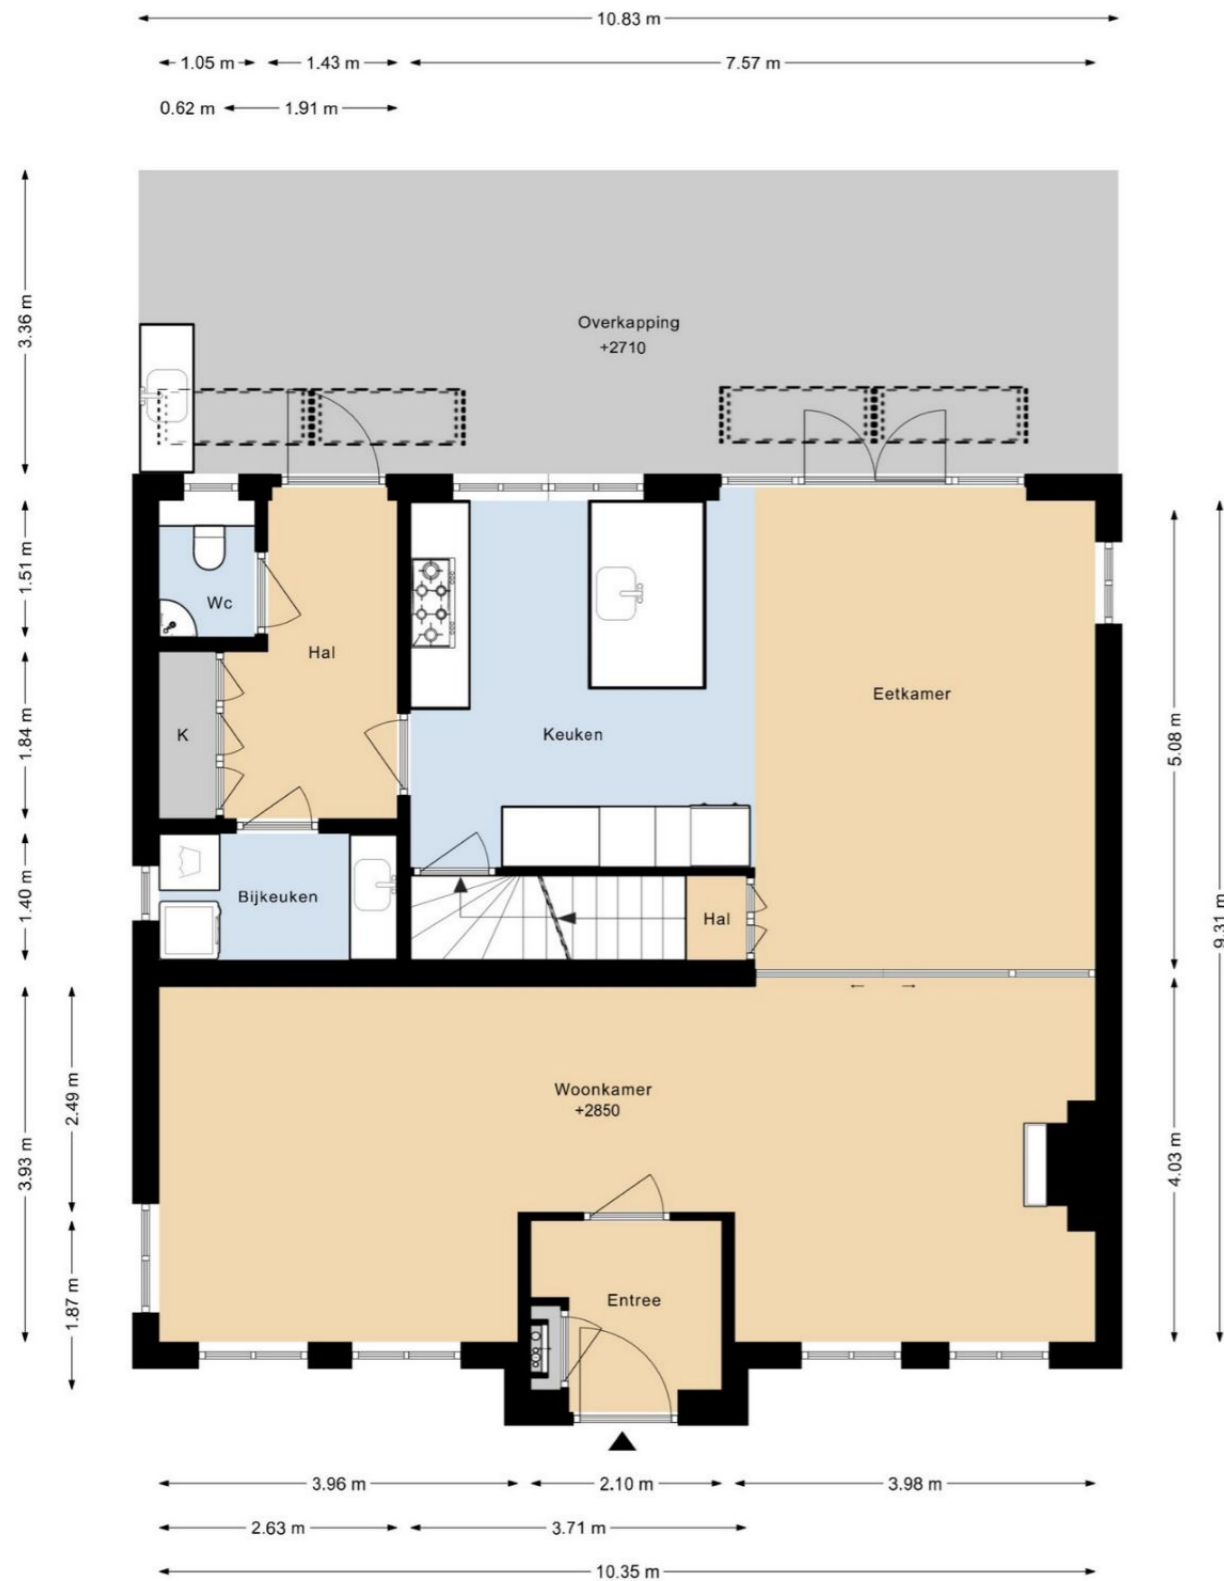 10.83 m
1.05 m
1.43 m
7.57 m
0.62 m
1.91 m
3.36 m
Overkapping
+2710
1.51 m
Wc
Hal
5.08 m
Eetkamer
1.84 m
K
Keuken
1.40 m
Bijkeuken
Hal
9.31 m
2.49 m
Woonkamer
+2850
3.93 m
4.03 m
1.87 m
Entree
3.96 m
2.10 m
3.98 m
2.63 m
3.71 m
10.35 m